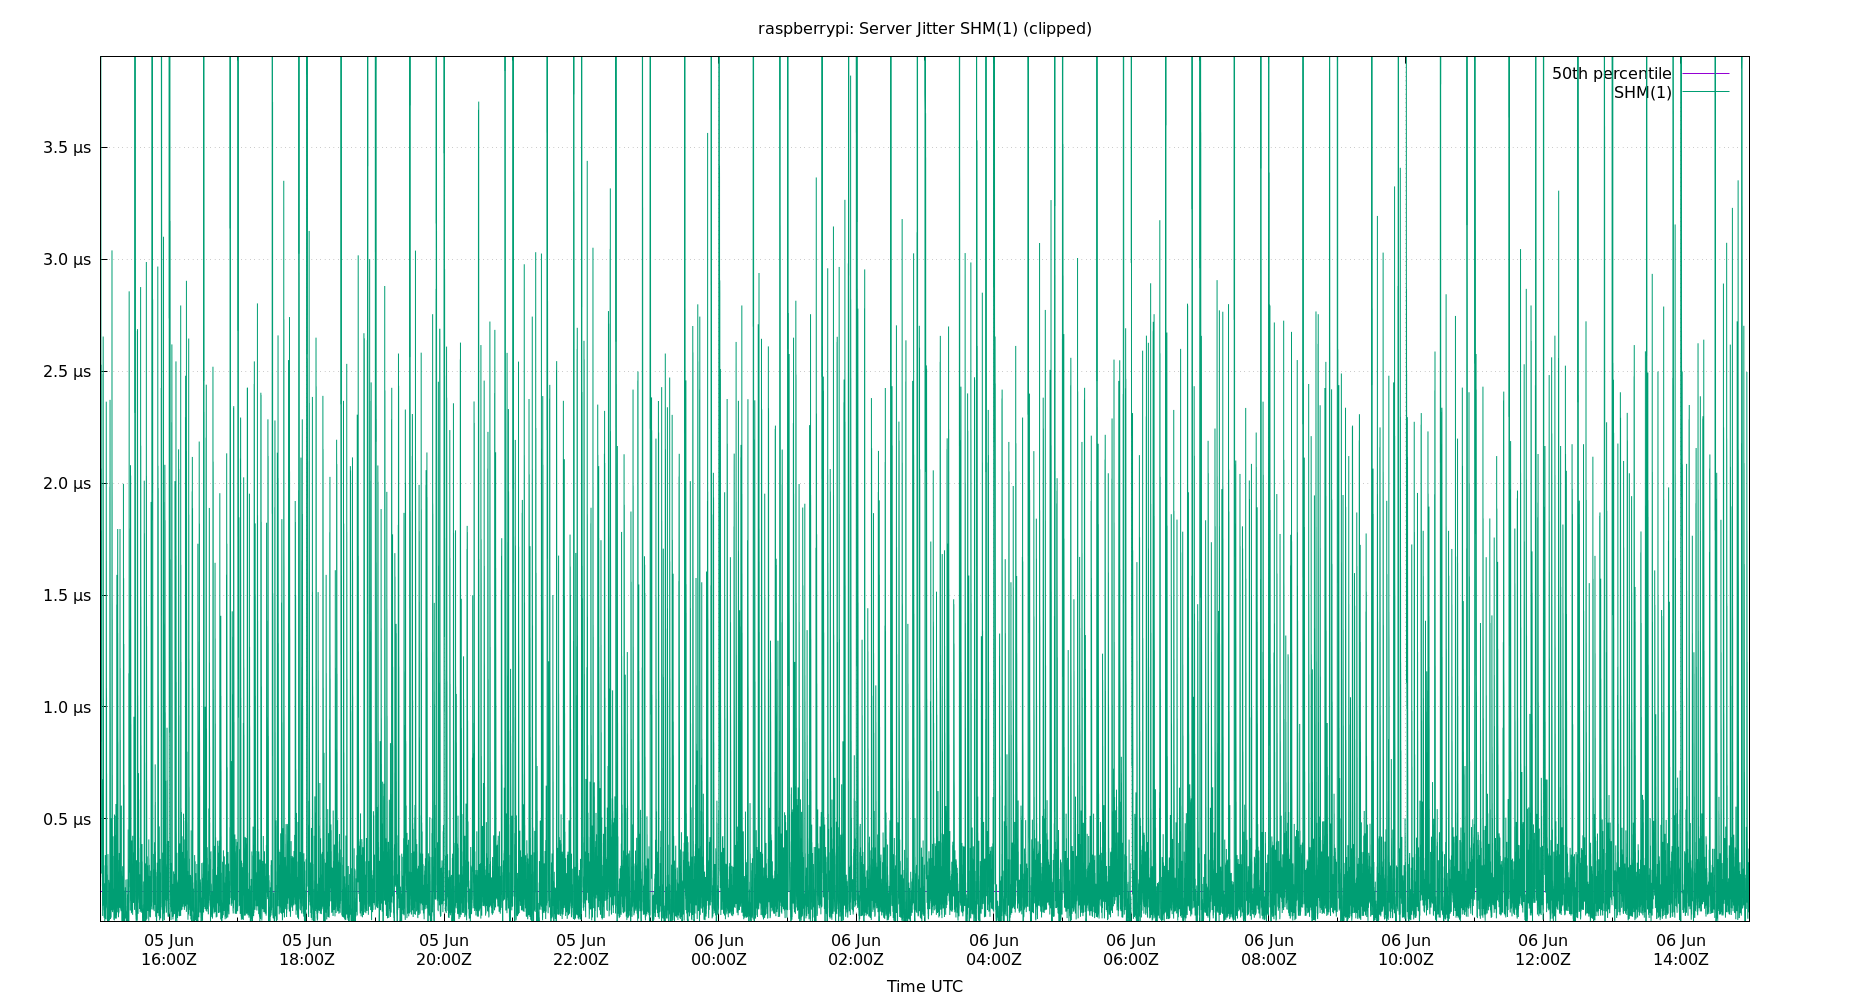 raspberrypi: Server Jitter SHM(1) (clipped)
50th percentile
SHM(1)
3.5 µs
3.0 µs
2.5 µs
2.0 µs
1.5 µs
1.0 µs
0.5 µs
05 Jun 05 Jun 05 Jun 05 Jun 06 Jun 06 Jun 06 Jun 06 Jun 06 Jun 06 Jun 06 Jun 06 Jun
16:00Z 18:00Z 20:00Z 22:00Z 00:00Z 02:00Z 04:00Z 06:00Z 08:00Z 10:00Z 12:00Z 14:00Z
Time UTC